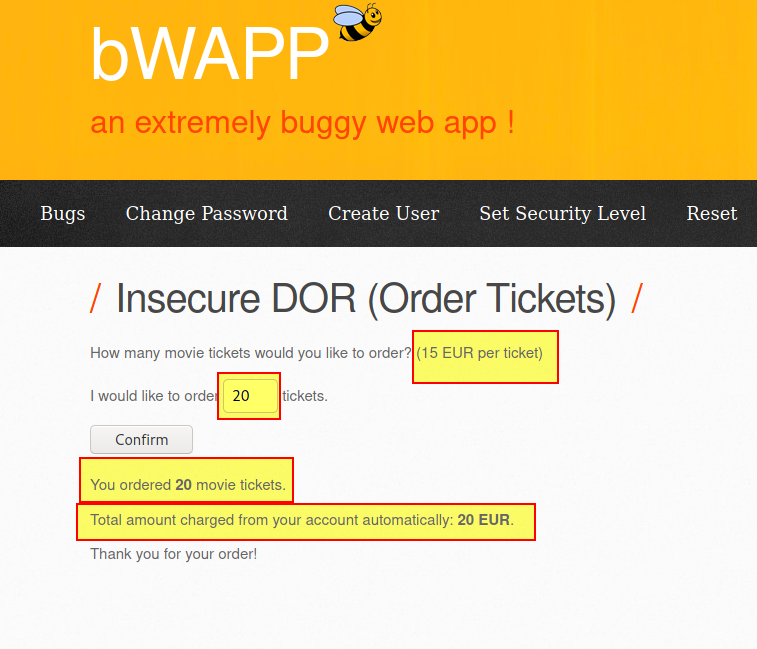 bWAPP
an extremely buggy web app !
Bugs Change Password Create User Set Security Level Reset
/ Insecure DOR (Order Tickets) /
How many movie tickets would you like to order? (15 EUR per ticket)
I would like to order 20 tickets.
Confirm
You ordered 20 movie tickets.
Total amount charged from your account automatically: 20 EUR.
Thank you for your order!